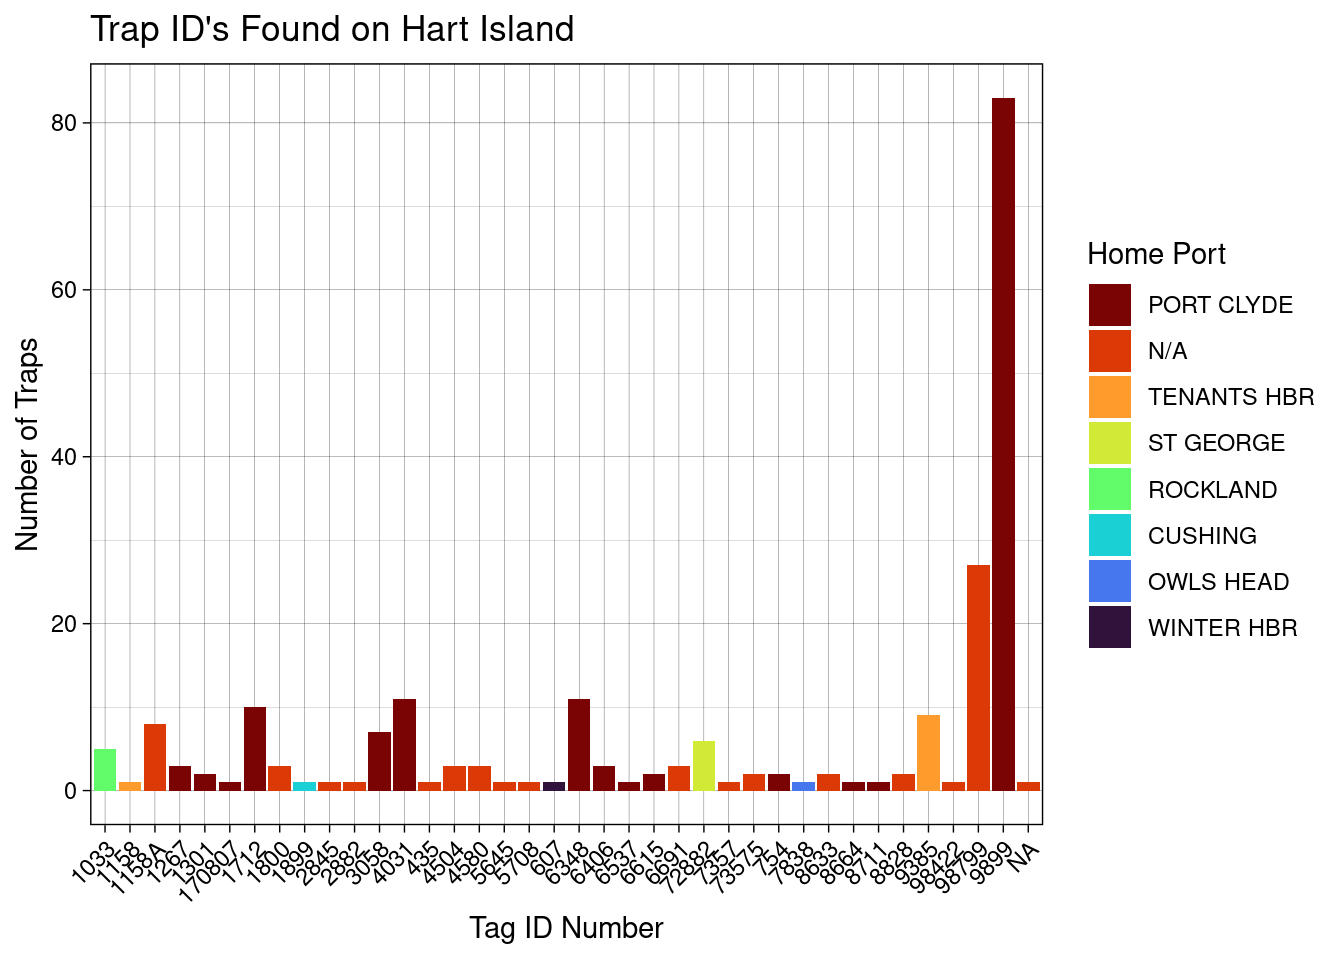 Trap ID's Found on Hart Island
Number of Traps
80
60
40
20
0
1033
1158
1158A
1267
1301
170807
1712
1800
1899
2845
2882
3058
4031
435
4504
4580
5645
5708
607
6348
6406
6537
6615
6691
72882
7357
73575
754
7838
8633
8664
8711
8828
9385
98422
98799
9899
NA
Tag ID Number
Home Port
PORT CLYDE
N/A
TENANTS HBR
ST GEORGE
ROCKLAND
CUSHING
OWLS HEAD
WINTER HBR